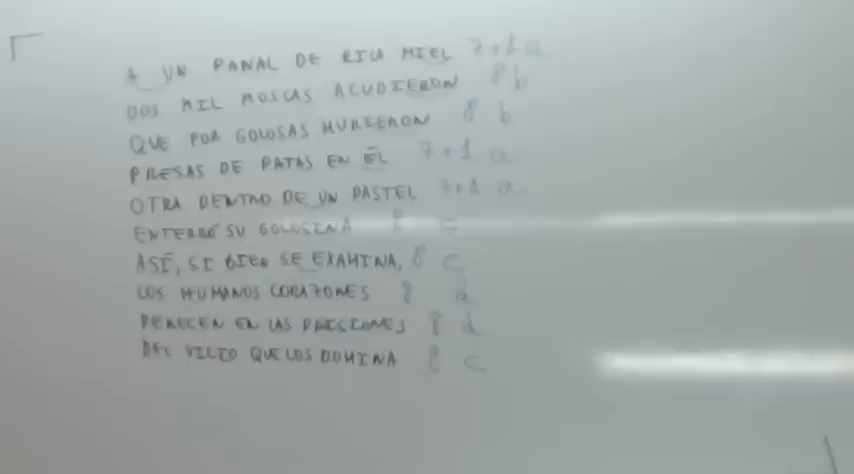 A UN PANAL DE RICA MIEL 7+1 a
DOS MIL MOSCAS ACUDIERON 8 b
QUE POR GOLOSAS MURIERON 8 b
PRESAS DE PATAS EN ÉL 7+1 a
OTRA DENTRO DE UN PASTEL 7+1 a
ENTERRÓ SU GOLOSINA 8 c
ASÍ, SI BIEN SE EXAMINA, 8 c
LOS HUMANOS CORAZONES 8 d
PERECEN EN LAS PRISIONES 8 d
DEL VICIO QUE LOS DOMINA 8 c